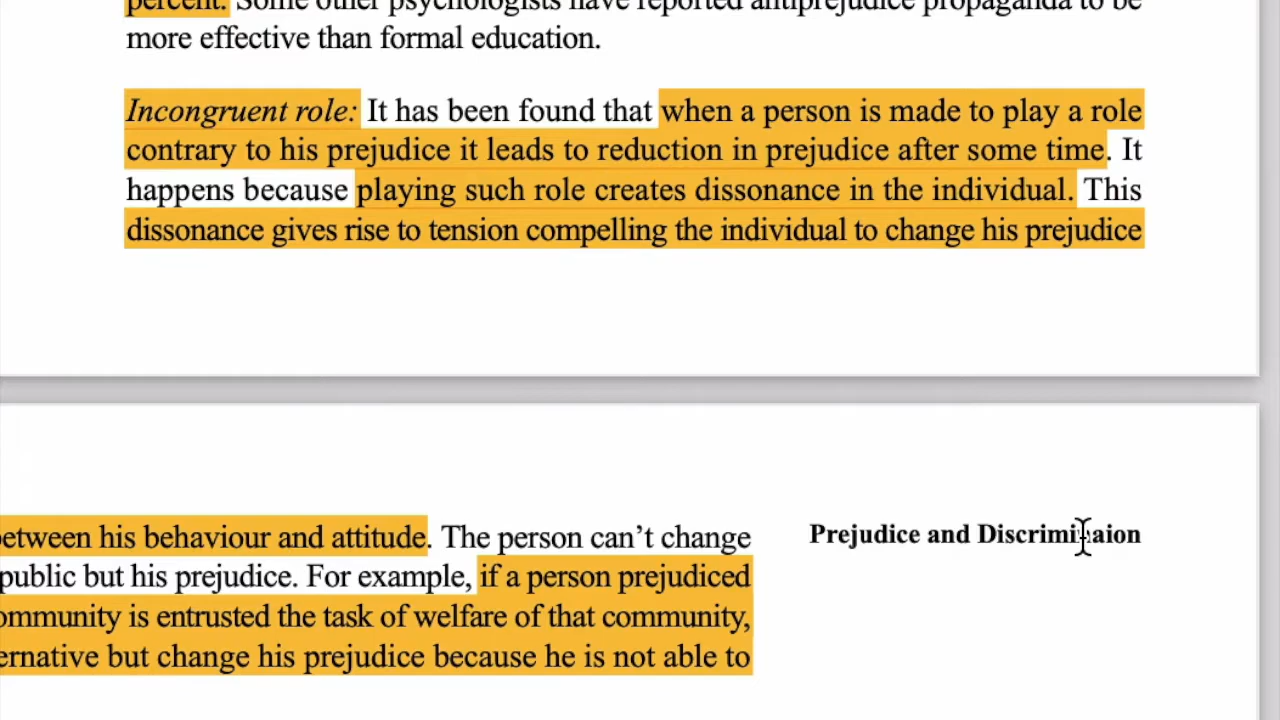 percent. Some other psychologists have reported antiprejudice propaganda to be
more effective than formal education.
Incongruent role: It has been found that when a person is made to play a role
contrary to his prejudice it leads to reduction in prejudice after some time. It
happens because playing such role creates dissonance in the individual. This
dissonance gives rise to tension compelling the individual to change his prejudice
between his behaviour and attitude. The person can't change
public but his prejudice. For example, if a person prejudiced
community is entrusted the task of welfare of that community,
alternative but change his prejudice because he is not able to
Prejudice and Discriminaion